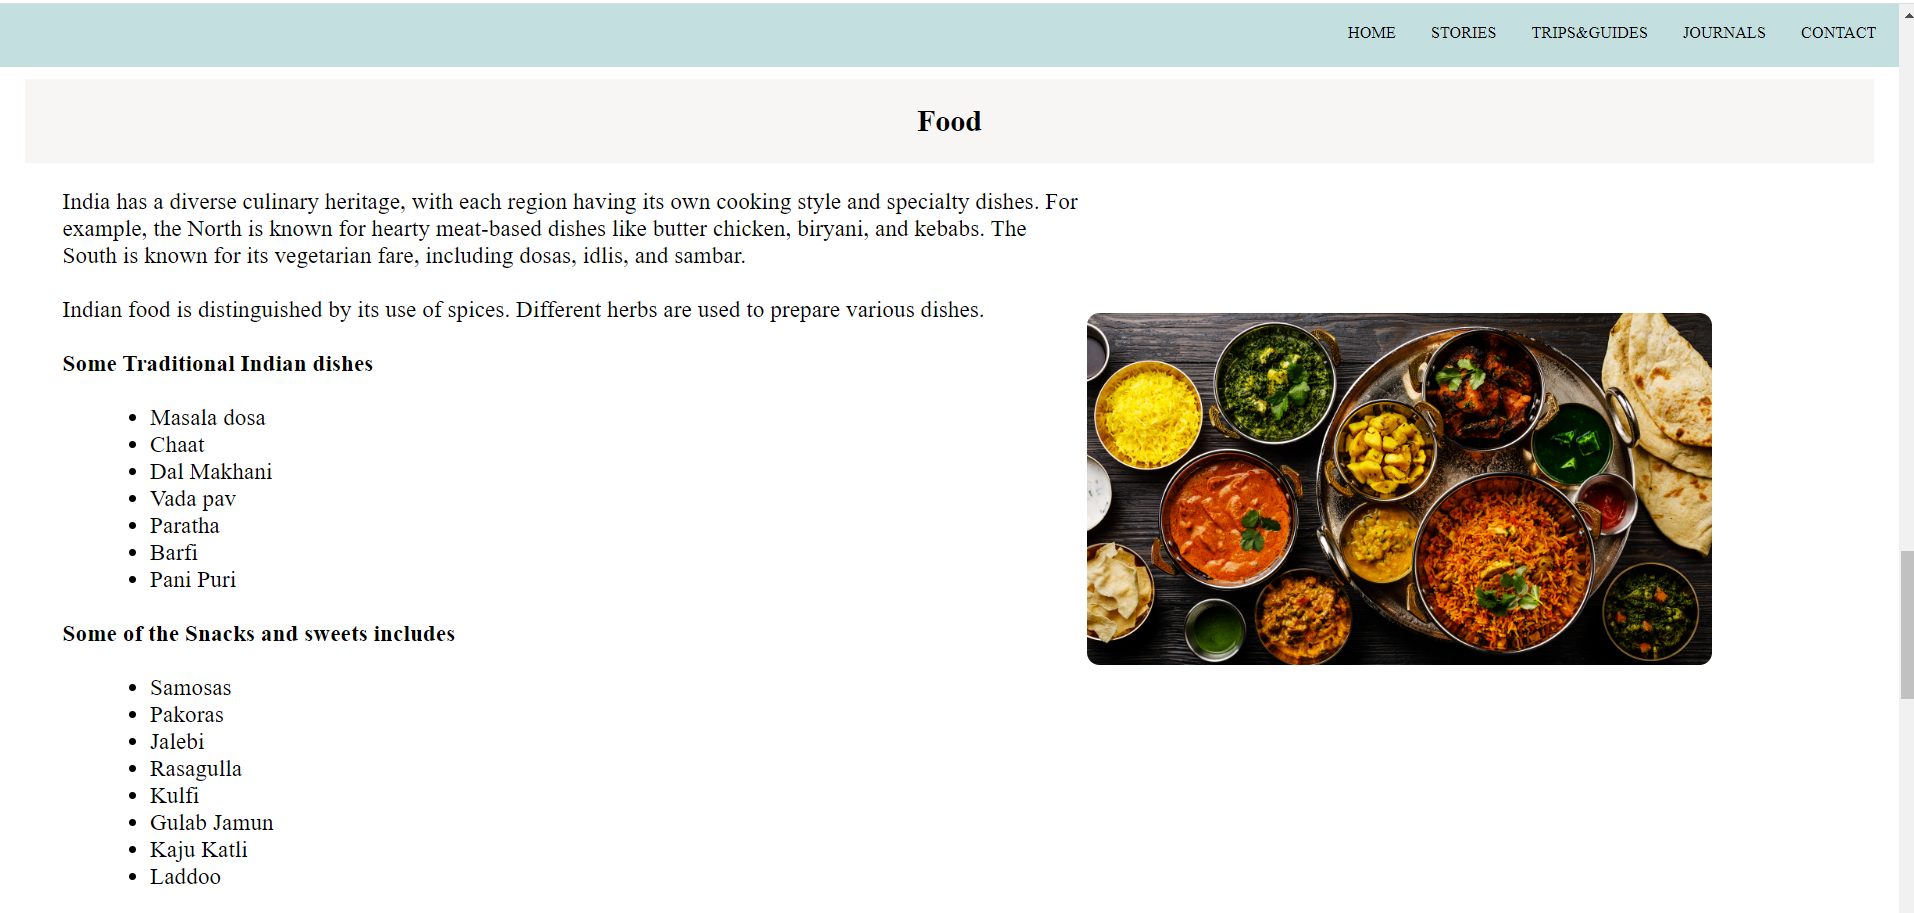 HOME STORIES TRIPS&GUIDES JOURNALS CONTACT
Food
India has a diverse culinary heritage, with each region having its own cooking style and specialty dishes. For
example, the North is known for hearty meat-based dishes like butter chicken, biryani, and kebabs. The
South is known for its vegetarian fare, including dosas, idlis, and sambar.
Indian food is distinguished by its use of spices. Different herbs are used to prepare various dishes.
Some Traditional Indian dishes
• Masala dosa
• Chaat
• Dal Makhani
• Vada pav
• Paratha
• Barfi
• Pani Puri
Some of the Snacks and sweets includes
• Samosas
• Pakoras
• Jalebi
• Rasagulla
• Kulfi
• Gulab Jamun
• Kaju Katli
• Laddoo